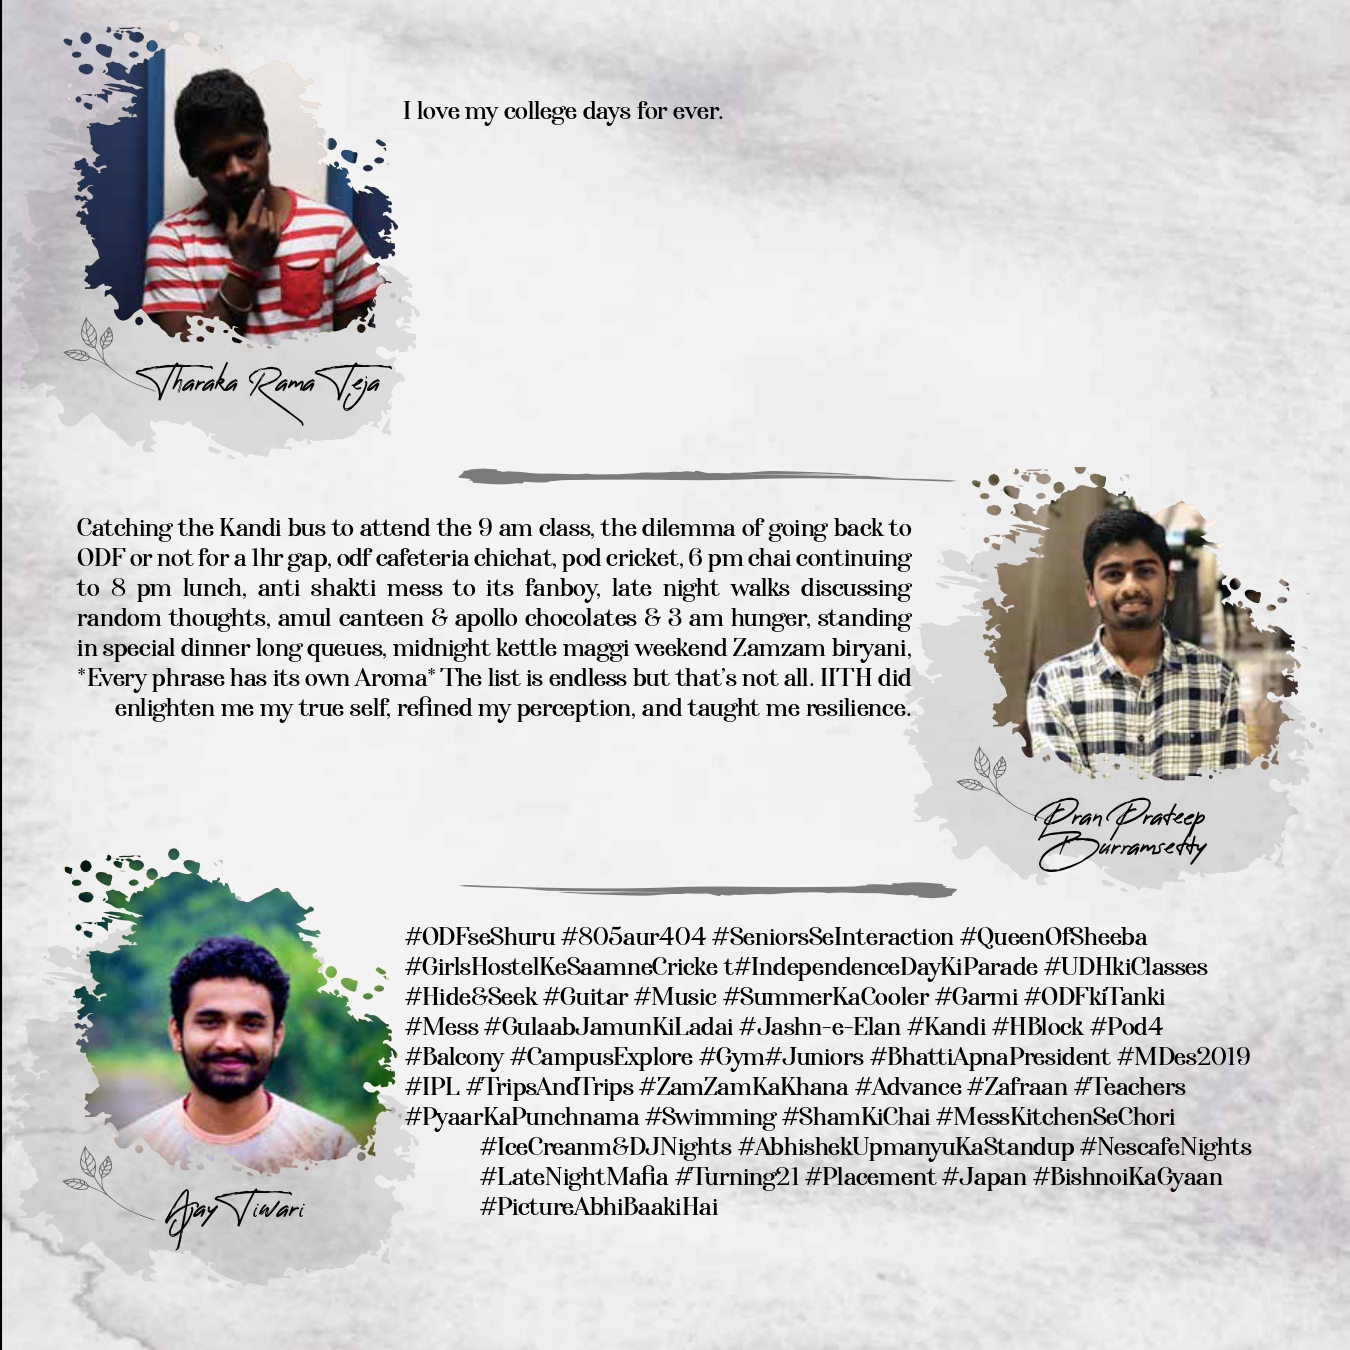 I love my college days for ever.
Tharaka Rama Teja
Catching the Kandi bus to attend the 9 am class, the dilemma of going back to
ODF or not for a 1hr gap, odf cafeteria chichat, pod cricket, 6 pm chai continuing
to 8 pm lunch, anti shakti mess to its fanboy, late night walks discussing
random thoughts, amul canteen & apollo chocolates & 3 am hunger, standing
in special dinner long queues, midnight kettle maggi weekend Zamzam biryani,
*Every phrase has its own Aroma* The list is endless but that's not all. IITH did
enlighten me my true self, refined my perception, and taught me resilience.
Pran Prateep
Burramsetty
#ODFseShuru #805aur404 #SeniorsSeInteraction #QueenOfSheeba
#GirlsHostelKeSaamneCricke t#IndependenceDayKiParade #UDHkiClasses
#Hide&Seek #Guitar #Music #SummerKaCooler #Garmi #ODFkiTanki
#Mess #GulaabJamunKiLadai #Jashn-e-Elan #Kandi #HBlock #Pod4
#Balcony #CampusExplore #Gym#Juniors #BhattiApnaPresident #MDes2019
#IPL #TripsAndTrips #ZamZamKaKhana #Advance #Zafraan #Teachers
#PyaarKaPunchnama #Swimming #ShamKiChai #MessKitchenSeChori
#IceCreanm&DJNights #AbhishekUpmanyuKaStandup #NescafeNights
#LateNightMafia #Turning21 #Placement #Japan #BishnoiKaGyaan
#PictureAbhiBaakiHai
Ajay Tiwari